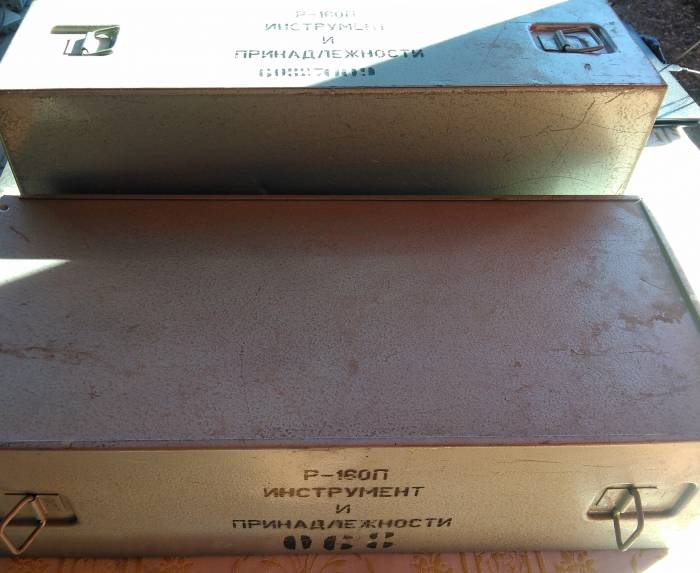 Р-160П
ИНСТРУМЕНТ
И
ПРИНАДЛЕЖНОСТИ
Р-160П
ИНСТРУМЕНТ
И
ПРИНАДЛЕЖНОСТИ